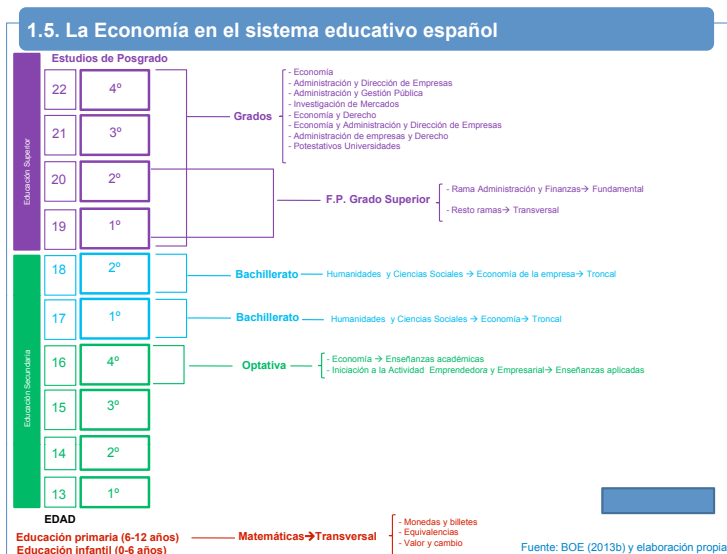 1.5. La Economía en el sistema educativo español
Estudios de Posgrado
Educación Superior
22 4º
21 3º
20 2º
19 1º
Grados
- Economía
- Administración y Dirección de Empresas
- Administración y Gestión Pública
- Investigación de Mercados
- Economía y Derecho
- Economía y Administración y Dirección de Empresas
- Administración de empresas y Derecho
- Potestativos Universidades
F.P. Grado Superior
- Rama Administración y Finanzas→ Fundamental
- Resto ramas→ Transversal
Educación Secundaria
18 2º Bachillerato Humanidades y Ciencias Sociales → Economía de la empresa→ Troncal
17 1º Bachillerato Humanidades y Ciencias Sociales → Economía→ Troncal
16 4º Optativa
- Economía → Enseñanzas académicas
- Iniciación a la Actividad Emprendedora y Empresarial→ Enseñanzas aplicadas
15 3º
14 2º
13 1º
EDAD
Educación primaria (6-12 años)
Educación infantil (0-6 años)
Matemáticas→Transversal
- Monedas y billetes
- Equivalencias
- Valor y cambio
Fuente: BOE (2013b) y elaboración propia